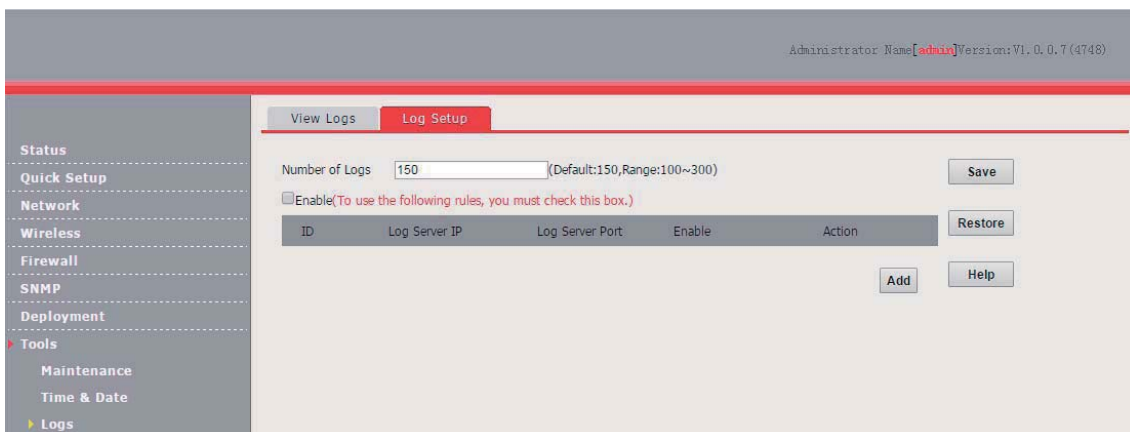 Administrator Name[admin]Version:V1.0.0.7(4748)
View Logs
Log Setup
Status
Quick Setup
Network
Wireless
Firewall
SNMP
Deployment
Tools
Maintenance
Time & Date
Logs
Number of Logs 150 (Default:150,Range:100~300)
Enable(To use the following rules, you must check this box.)
ID Log Server IP Log Server Port Enable Action
Add
Save
Restore
Help